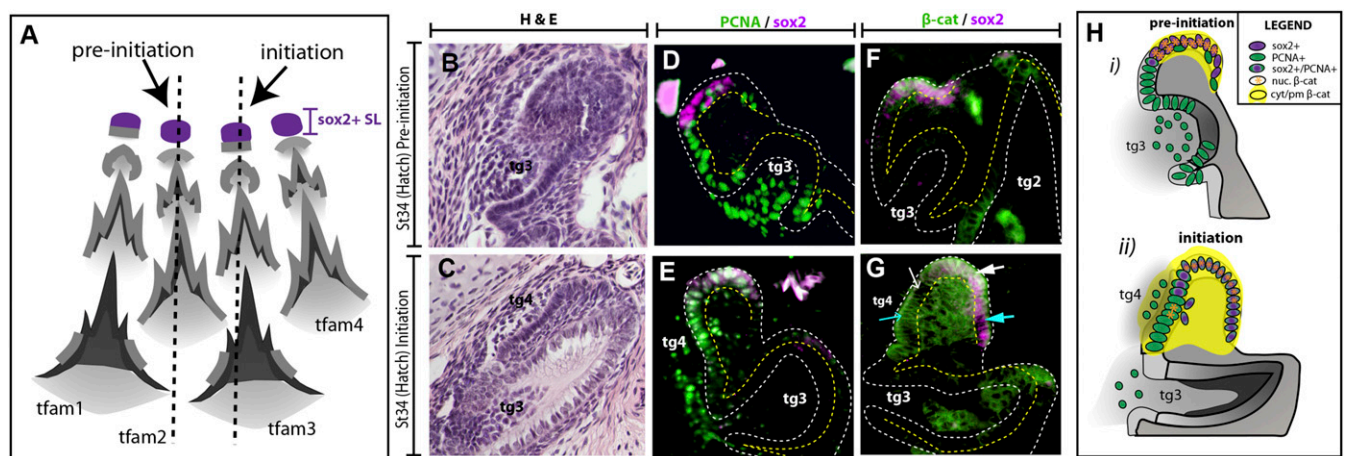 A
pre-initiation
initiation
sox2+ SL
tfam1
tfam2
tfam3
tfam4
H & E
PCNA / sox2
β-cat / sox2
St34 (Hatch) Pre-initiation
St34 (Hatch) Initiation
B
tg3
C
tg4
tg3
D
tg3
E
tg4
tg3
F
tg3
tg2
G
tg4
tg3
H
pre-initiation
i)
tg3
LEGEND
sox2+
PCNA+
sox2+/PCNA+
nuc. β-cat
cyt/pm β-cat
ii)
initiation
tg4
tg3